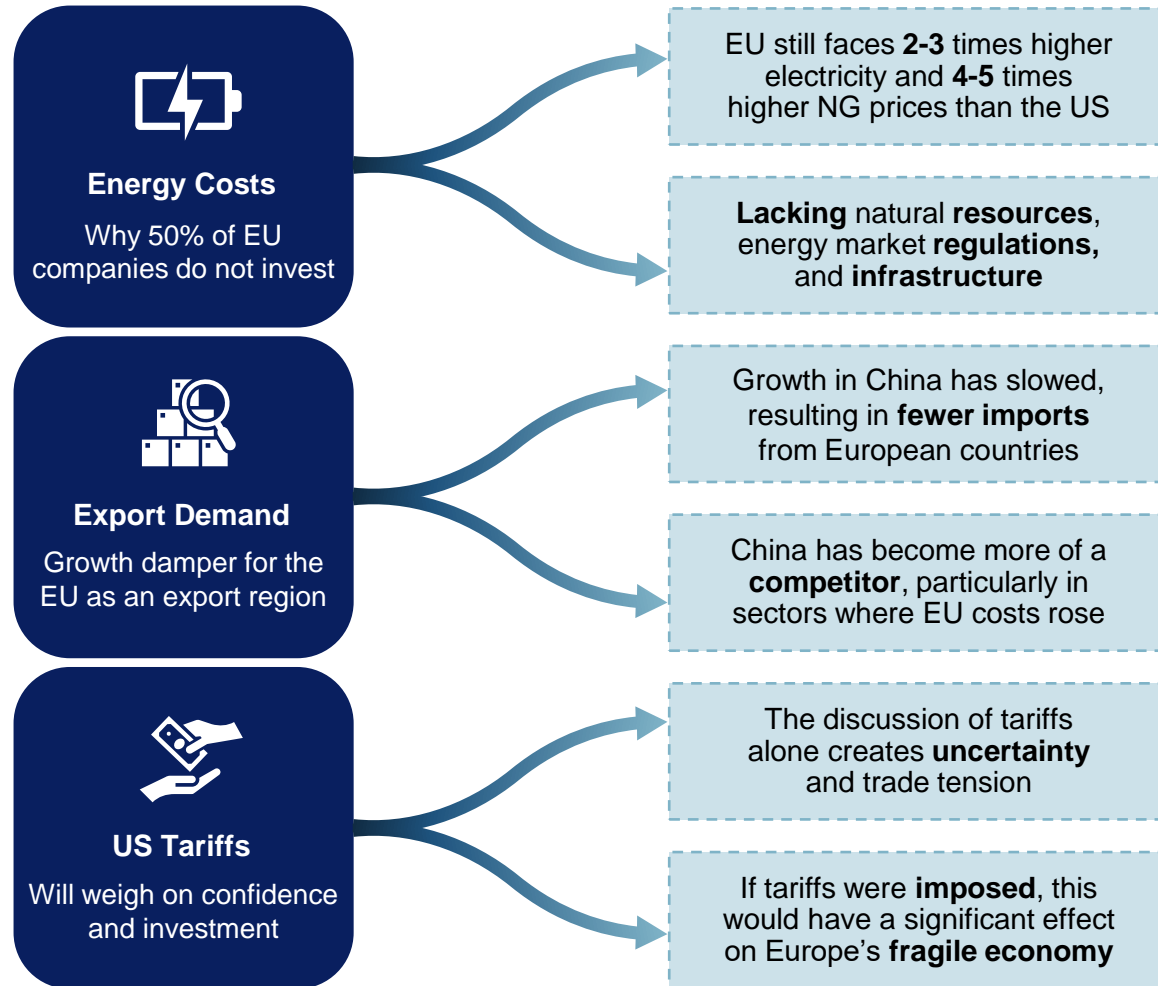 Energy Costs
Why 50% of EU
companies do not invest
EU still faces 2-3 times higher
electricity and 4-5 times
higher NG prices than the US
Lacking natural resources,
energy market regulations,
and infrastructure
Export Demand
Growth damper for the
EU as an export region
Growth in China has slowed,
resulting in fewer imports
from European countries
China has become more of a
competitor, particularly in
sectors where EU costs rose
US Tariffs
Will weigh on confidence
and investment
The discussion of tariffs
alone creates uncertainty
and trade tension
If tariffs were imposed, this
would have a significant effect
on Europe's fragile economy